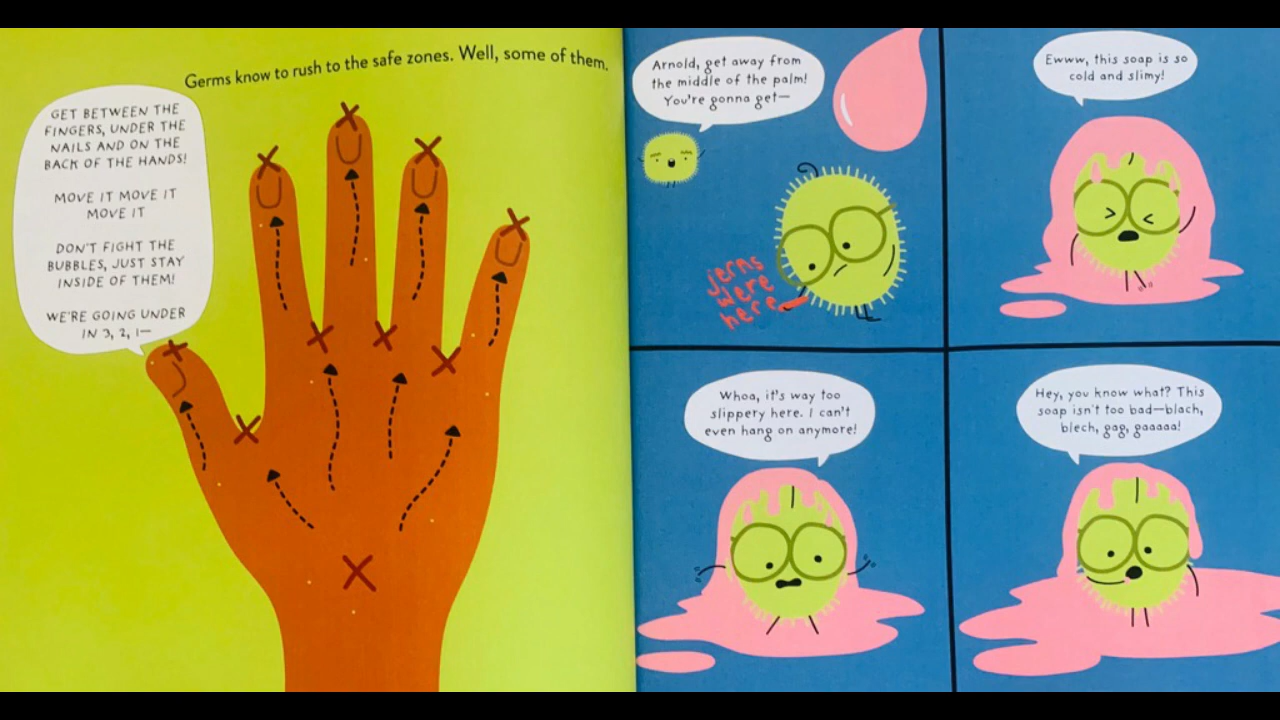 Germs know to rush to the safe zones. Well, some of them.
GET BETWEEN THE
FINGERS, UNDER THE
NAILS AND ON THE
BACK OF THE HANDS!
MOVE IT MOVE IT
MOVE IT
DON'T FIGHT THE
BUBBLES, JUST STAY
INSIDE OF THEM!
WE'RE GOING UNDER
IN 3, 2, 1—
Arnold, get away from
the middle of the palm!
You're gonna get—
jerms
were
here
Ewww, this soap is so
cold and slimy!
Whoa, it's way too
slippery here. I can't
even hang on anymore!
Hey, you know what? This
soap isn't too bad—blach,
blech, gag, gaaaaa!